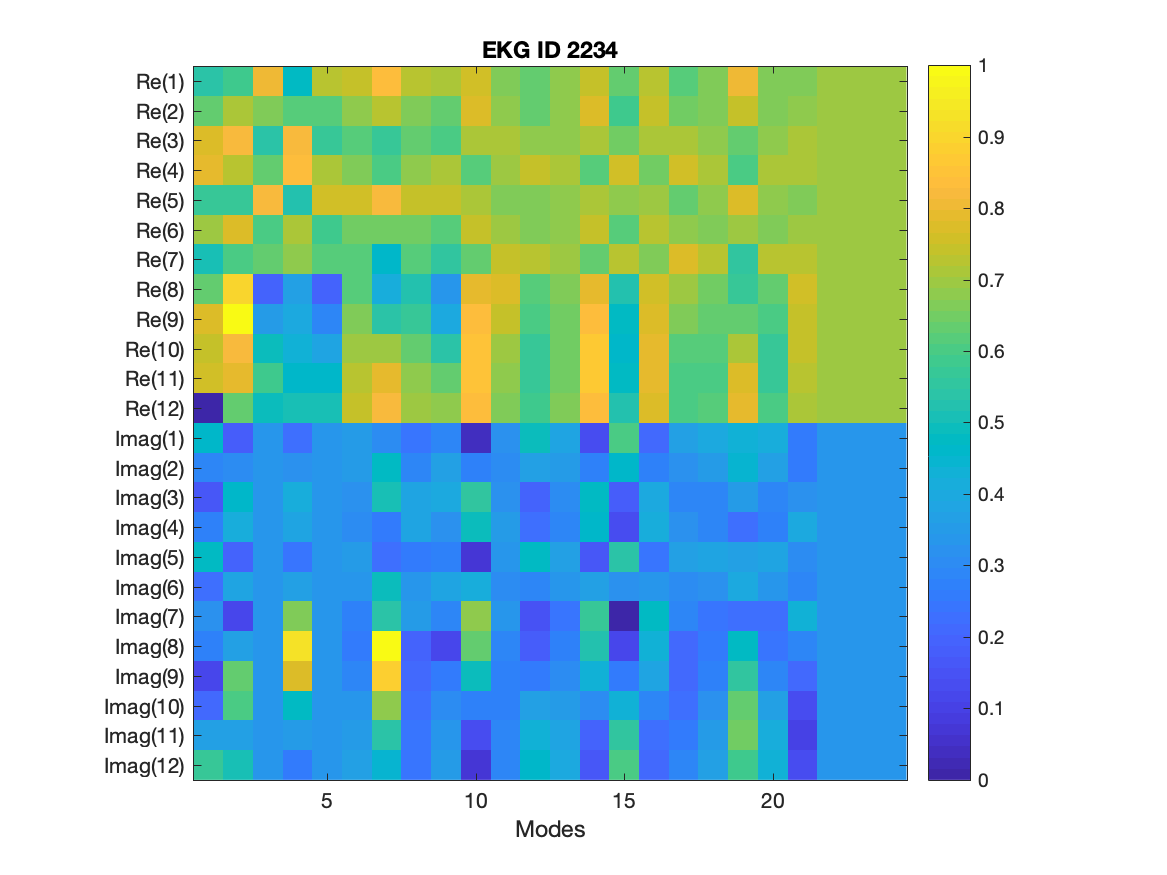 EKG ID 2234
Re(1)
Re(2)
Re(3)
Re(4)
Re(5)
Re(6)
Re(7)
Re(8)
Re(9)
Re(10)
Re(11)
Re(12)
Imag(1)
Imag(2)
Imag(3)
Imag(4)
Imag(5)
Imag(6)
Imag(7)
Imag(8)
Imag(9)
Imag(10)
Imag(11)
Imag(12)
5 10 15 20
Modes
1
0.9
0.8
0.7
0.6
0.5
0.4
0.3
0.2
0.1
0